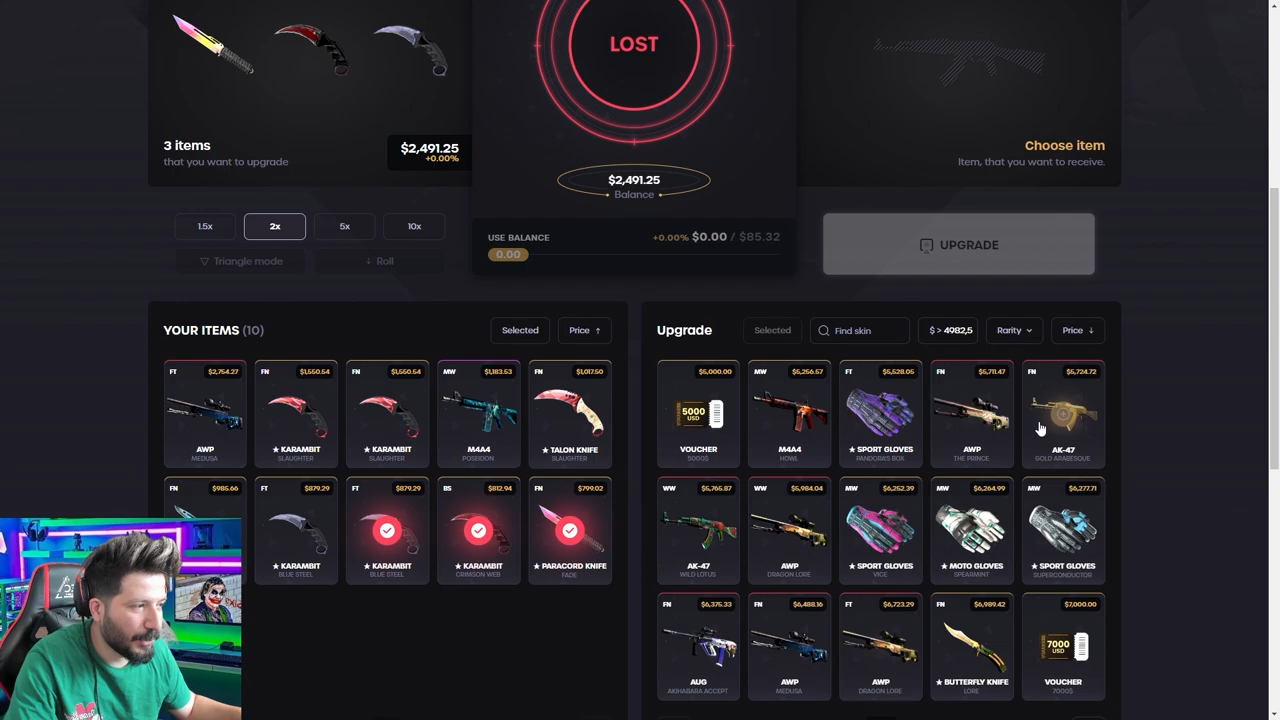 LOST
3 items
that you want to upgrade
$2,491.25
+0.00%
Choose item
Item, that you want to receive.
$2,491.25
Balance
1.5x
2x
5x
10x
USE BALANCE
+0.00% $0.00 / $85.32
0.00
UPGRADE
Triangle mode
Roll
YOUR ITEMS (10)
Selected
Price
Upgrade
Selected
Find skin
$ > 4982,5
Rarity
Price
FT $2,754.27
AWP
MEDUSA
FN $1,550.54
★ KARAMBIT
SLAUGHTER
FN $1,550.54
★ KARAMBIT
SLAUGHTER
MW $1,183.53
M4A4
POSEIDON
FN $1,017.50
★ TALON KNIFE
SLAUGHTER
FN $985.66
FT $879.29
★ KARAMBIT
BLUE STEEL
FT $879.29
★ KARAMBIT
BLUE STEEL
BS $812.94
★ KARAMBIT
CRIMSON WEB
FN $799.02
★ PARACORD KNIFE
FADE
$5,000.00
5000
USD
VOUCHER
5000$
MW $5,256.57
M4A4
HOWL
FT $5,528.05
★ SPORT GLOVES
PANDORA'S BOX
FN $5,711.47
AWP
THE PRINCE
FN $5,724.72
AK-47
GOLD ARABESQUE
WW $5,765.87
AK-47
WILD LOTUS
WW $5,984.04
AWP
DRAGON LORE
MW $6,252.39
★ SPORT GLOVES
VICE
MW $6,264.99
★ MOTO GLOVES
SPEARMINT
MW $6,277.71
★ SPORT GLOVES
SUPERCONDUCTOR
FN $6,375.33
AUG
AKIHABARA ACCEPT
FN $6,488.16
AWP
MEDUSA
FT $6,723.29
AWP
DRAGON LORE
FN $6,989.42
★ BUTTERFLY KNIFE
LORE
$7,000.00
7000
USD
VOUCHER
7000$